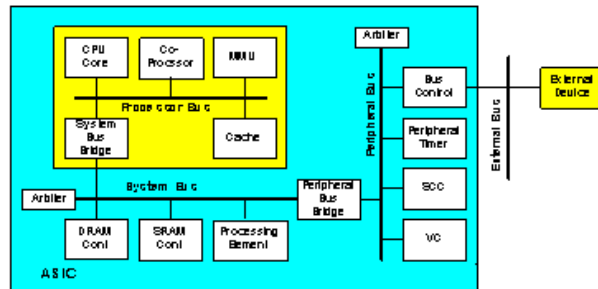 Arbiter
CPU
Core
Co-
Processor
MMU
Bus
Control
External
Device
Processor Bus
Peripheral Bus
External Bus
System
Bus
Bridge
Cache
Peripheral
Timer
System Bus
Peripheral
Bus
Bridge
SCC
Arbiter
DRAM
Cont
SRAM
Cont
Processing
Element
VC
ASIC